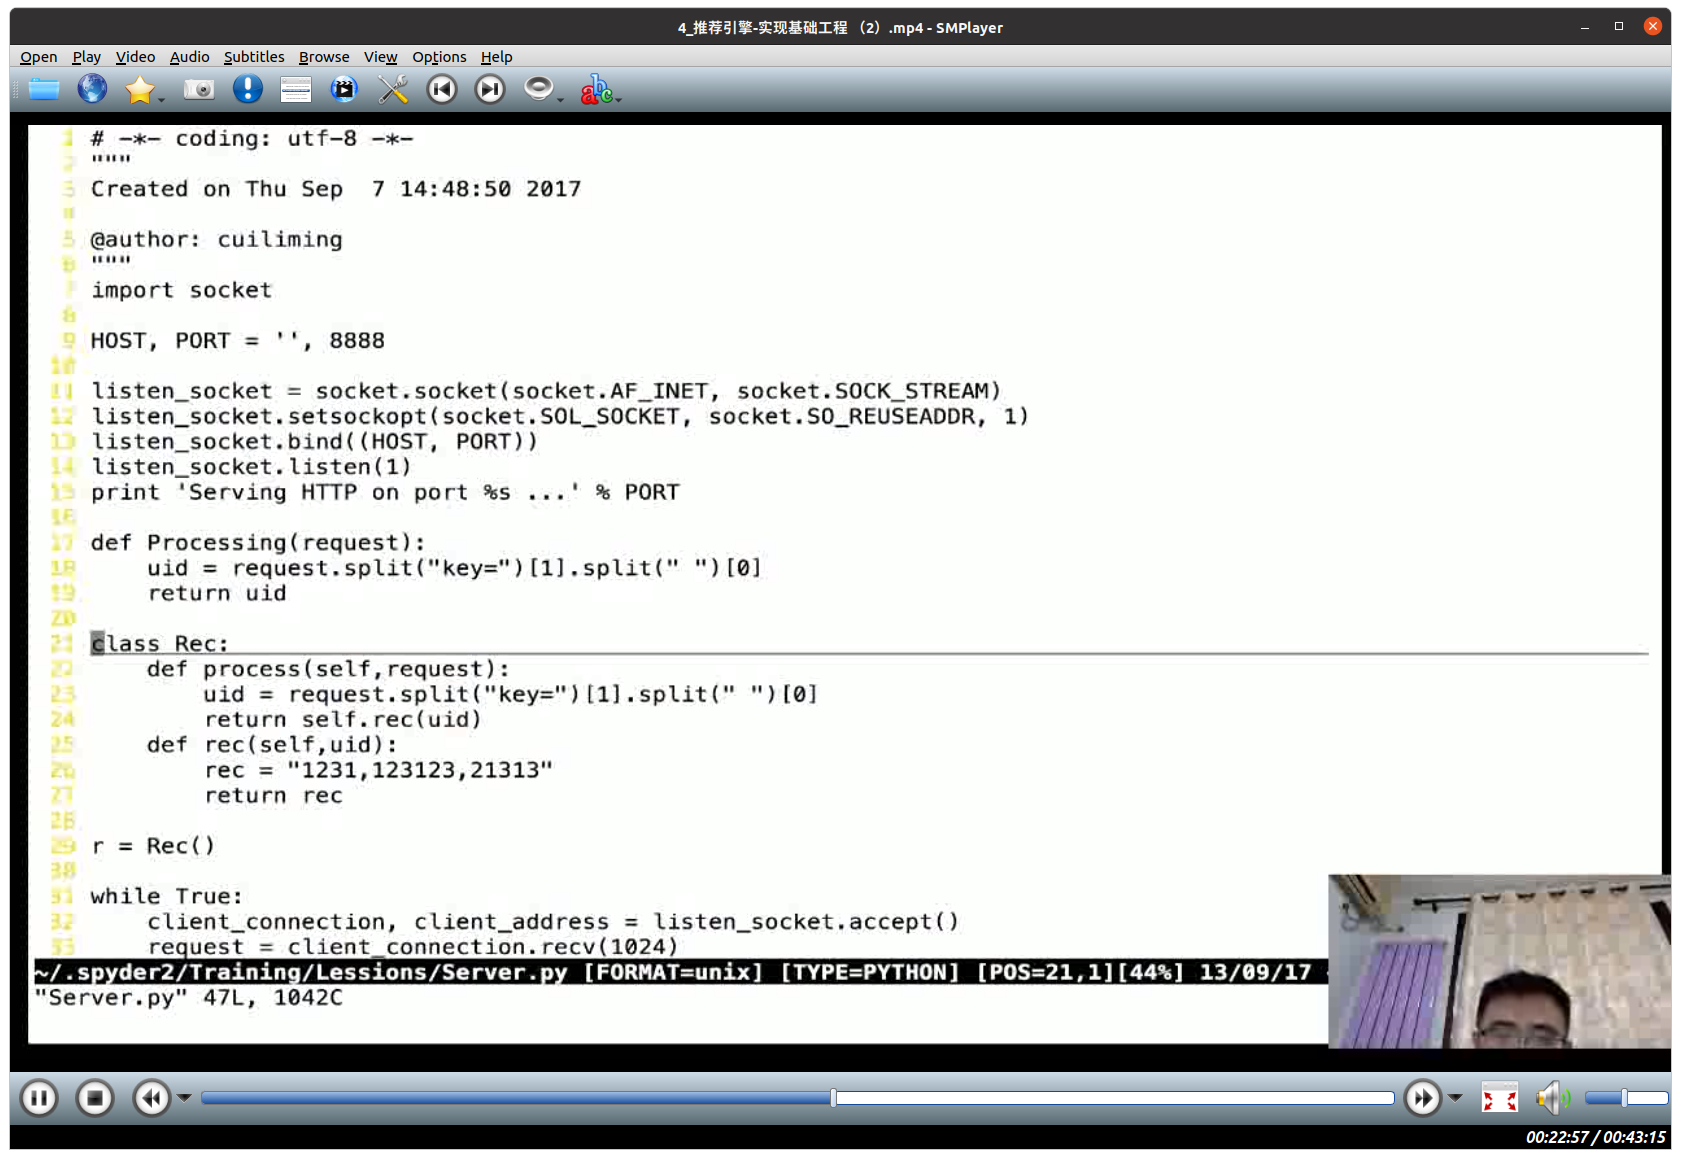 4_推荐引擎-实现基础工程 （2）.mp4 - SMPlayer
Open Play Video Audio Subtitles Browse View Options Help
abc
1 # -*- coding: utf-8 -*-
2 """
3 Created on Thu Sep  7 14:48:50 2017
4
5 @author: cuiliming
6 """
7 import socket
8
9 HOST, PORT = '', 8888
10
11 listen_socket = socket.socket(socket.AF_INET, socket.SOCK_STREAM)
12 listen_socket.setsockopt(socket.SOL_SOCKET, socket.SO_REUSEADDR, 1)
13 listen_socket.bind((HOST, PORT))
14 listen_socket.listen(1)
15 print 'Serving HTTP on port %s ...' % PORT
16
17 def Processing(request):
18     uid = request.split("key=")[1].split(" ")[0]
19     return uid
20
21 class Rec:
22     def process(self,request):
23         uid = request.split("key=")[1].split(" ")[0]
24         return self.rec(uid)
25     def rec(self,uid):
26         rec = "1231,123123,21313"
27         return rec
28
29 r = Rec()
30
31 while True:
32     client_connection, client_address = listen_socket.accept()
33     request = client_connection.recv(1024)
~/.spyder2/Training/Lessions/Server.py [FORMAT=unix] [TYPE=PYTHON] [POS=21,1][44%] 13/09/17
"Server.py" 47L, 1042C
00:22:57 / 00:43:15